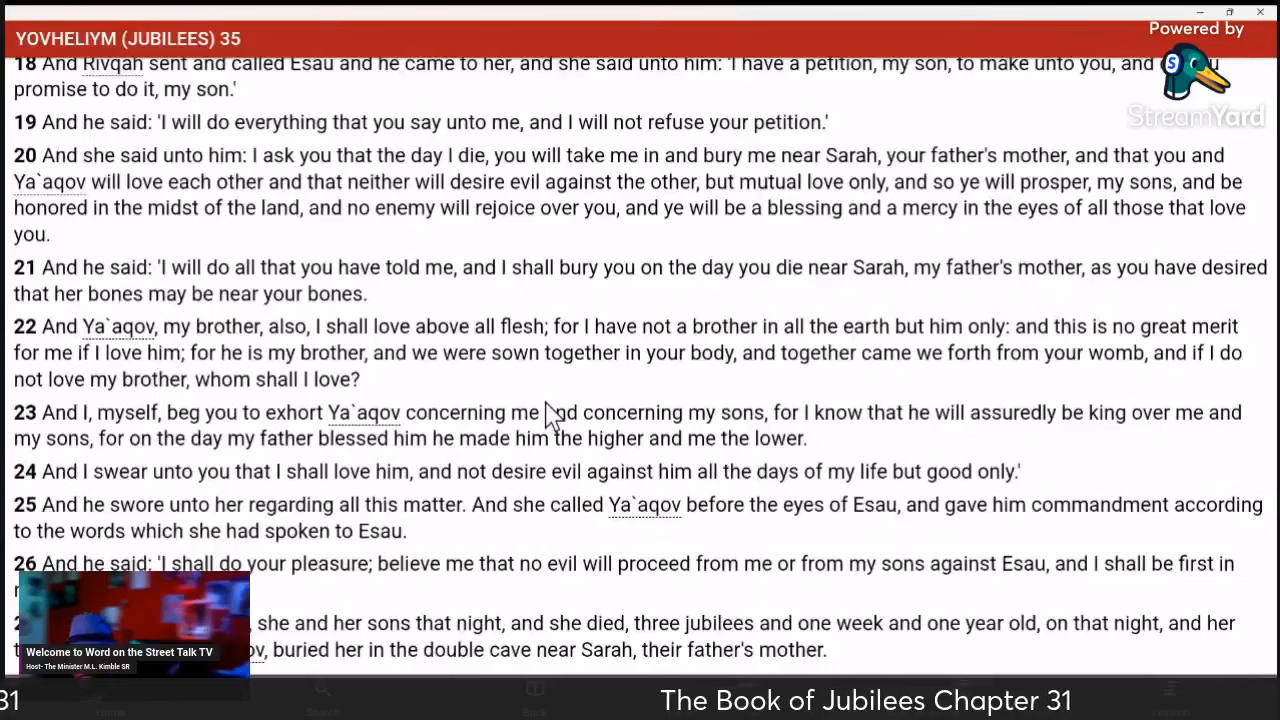 YOVHELIYM (JUBILEES) 35
Powered by
StreamYard
18 And Rivqah sent and called Esau and he came to her, and she said unto him: 'I have a petition, my son, to make unto you, and
promise to do it, my son.'
19 And he said: 'I will do everything that you say unto me, and I will not refuse your petition.'
20 And she said unto him: I ask you that the day I die, you will take me in and bury me near Sarah, your father's mother, and that you and
Ya`aqov will love each other and that neither will desire evil against the other, but mutual love only, and so ye will prosper, my sons, and be
honored in the midst of the land, and no enemy will rejoice over you, and ye will be a blessing and a mercy in the eyes of all those that love
you.
21 And he said: 'I will do all that you have told me, and I shall bury you on the day you die near Sarah, my father's mother, as you have desired
that her bones may be near your bones.
22 And Ya`aqov, my brother, also, I shall love above all flesh; for I have not a brother in all the earth but him only: and this is no great merit
for me if I love him; for he is my brother, and we were sown together in your body, and together came we forth from your womb, and if I do
not love my brother, whom shall I love?
23 And I, myself, beg you to exhort Ya`aqov concerning me and concerning my sons, for I know that he will assuredly be king over me and
my sons, for on the day my father blessed him he made him the higher and me the lower.
24 And I swear unto you that I shall love him, and not desire evil against him all the days of my life but good only.'
25 And he swore unto her regarding all this matter. And she called Ya`aqov before the eyes of Esau, and gave him commandment according
to the words which she had spoken to Esau.
26 And he said: 'I shall do your pleasure; believe me that no evil will proceed from me or from my sons against Esau, and I shall be first in
she and her sons that night, and she died, three jubilees and one week and one year old, on that night, and her
buried her in the double cave near Sarah, their father's mother.
Welcome to Word on the Street Talk TV
Host- The Minister M.L. Kimble SR
Home
Search
Book
31
The Book of Jubilees Chapter 31